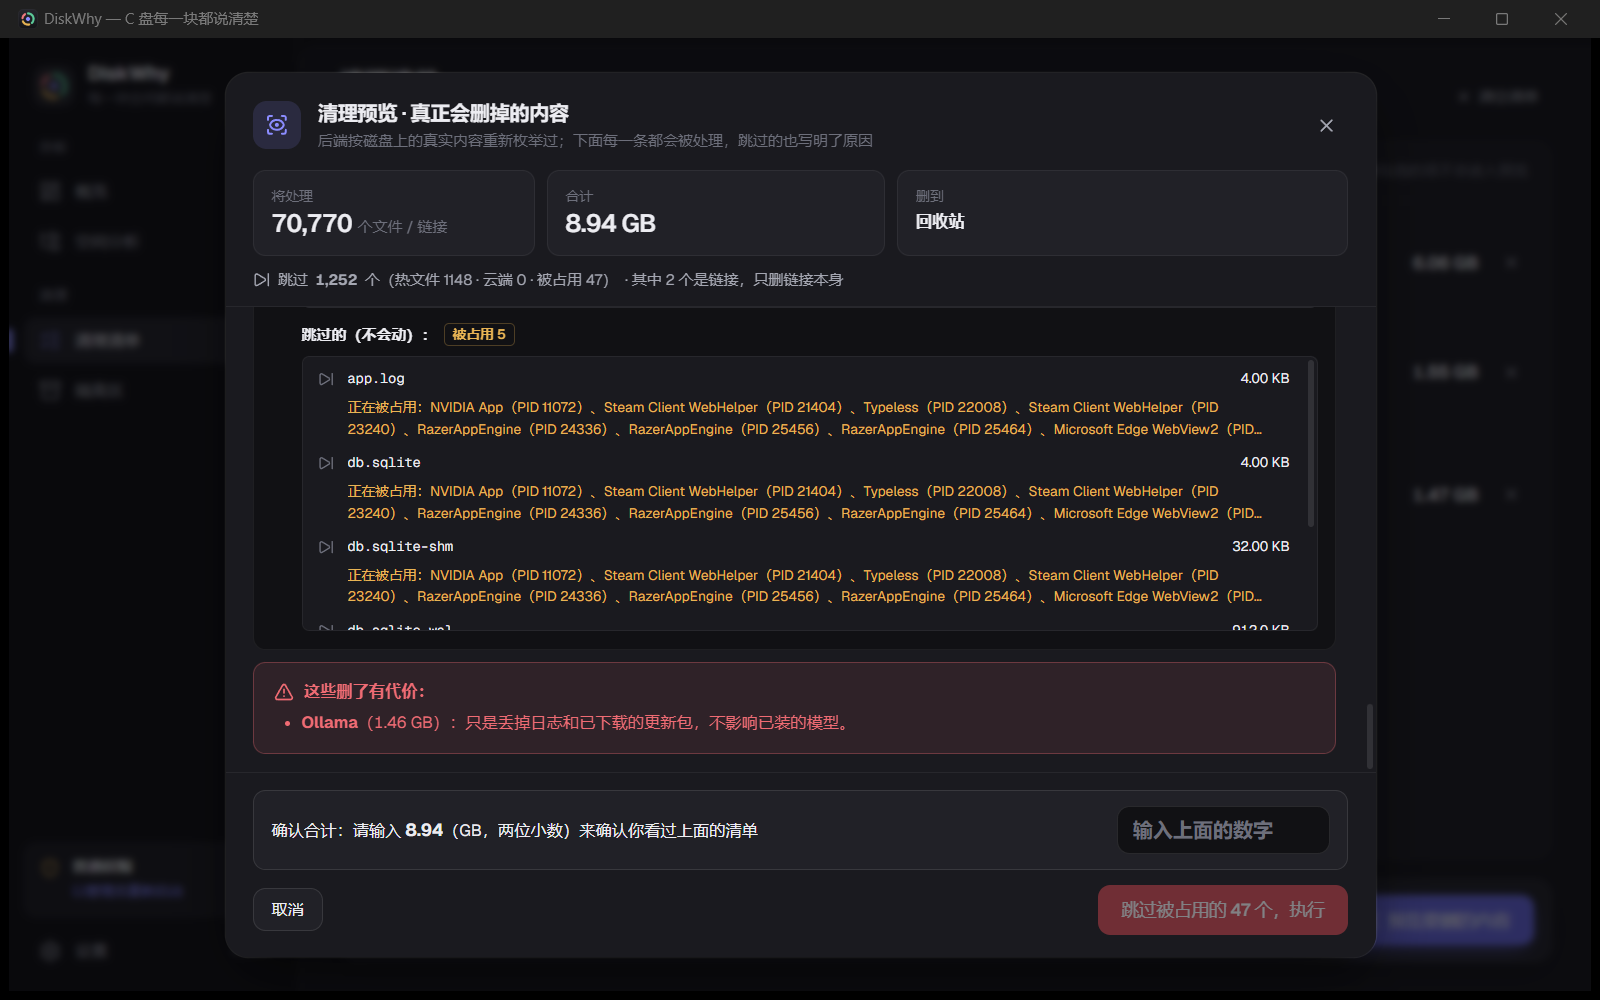 DiskWhy — C 盘每一块都说清楚
DiskWhy
清理预览 · 真正会删掉的内容
后端按磁盘上的真实内容重新枚举过；下面每一条都会被处理，跳过的也写明了原因
将处理
70,770 个文件 / 链接
合计
8.94 GB
删到
回收站
跳过 1,252 个（热文件 1148 · 云端 0 · 被占用 47） · 其中 2 个是链接，只删链接本身
跳过的（不会动）： 被占用 5
app.log 4.00 KB
正在被占用：NVIDIA App（PID 11072）、Steam Client WebHelper（PID 21404）、Typeless（PID 22008）、Steam Client WebHelper（PID
23240）、RazerAppEngine（PID 24336）、RazerAppEngine（PID 25456）、RazerAppEngine（PID 25464）、Microsoft Edge WebView2（PID...
db.sqlite 4.00 KB
正在被占用：NVIDIA App（PID 11072）、Steam Client WebHelper（PID 21404）、Typeless（PID 22008）、Steam Client WebHelper（PID
23240）、RazerAppEngine（PID 24336）、RazerAppEngine（PID 25456）、RazerAppEngine（PID 25464）、Microsoft Edge WebView2（PID...
db.sqlite-shm 32.00 KB
正在被占用：NVIDIA App（PID 11072）、Steam Client WebHelper（PID 21404）、Typeless（PID 22008）、Steam Client WebHelper（PID
23240）、RazerAppEngine（PID 24336）、RazerAppEngine（PID 25456）、RazerAppEngine（PID 25464）、Microsoft Edge WebView2（PID...
db.sqlite-wal 912.0 KB
这些删了有代价：
• Ollama（1.46 GB）：只是丢掉日志和已下载的更新包，不影响已装的模型。
确认合计：请输入 8.94（GB，两位小数）来确认你看过上面的清单
输入上面的数字
取消
跳过被占用的 47 个，执行